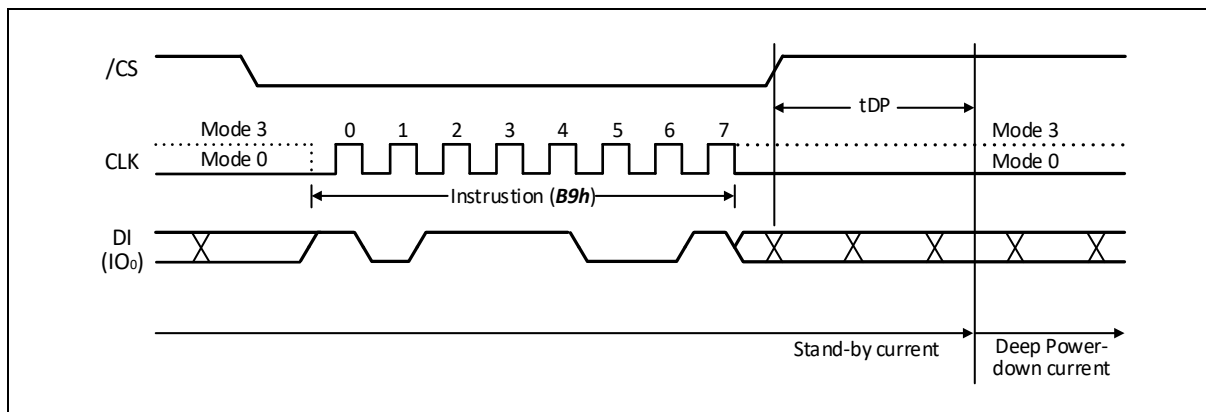 /CS
tDP
Mode 3
0 1 2 3 4 5 6 7
Mode 3
CLK
Mode 0
Mode 0
Instrustion (B9h)
DI
(IO₀)
Stand-by current
Deep Power-
down current